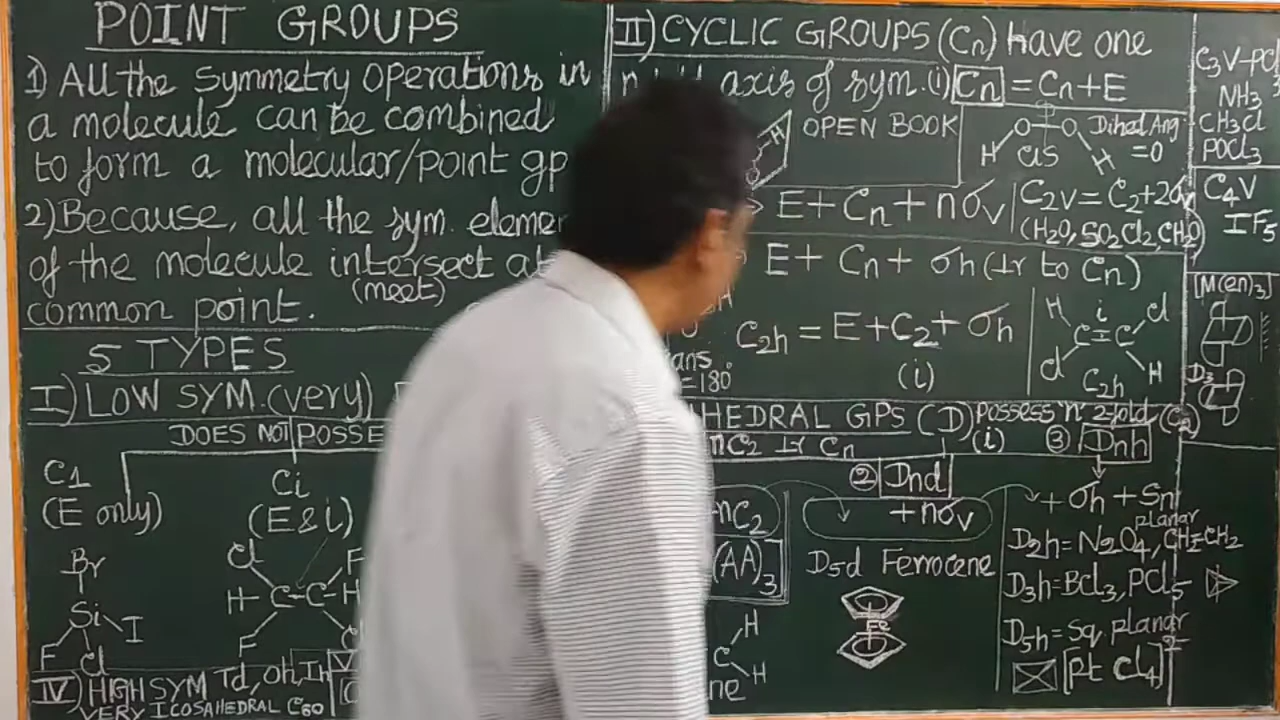 POINT GROUPS
1) All the symmetry operations in
a molecule can be combined
to form a molecular/point gp
2) Because, all the sym. elemen
of the molecule intersect at
(meet)
common point.
5 TYPES
I) LOW SYM. (very)
DOES NOT POSSE
C1
(E only)
Br
Si
I
F
Cl
Ci
(E & i)
Cl
F
H-C-C-H
F
IV) HIGH SYM Td, Oh, Ih
VERY ICOSAHEDRAL C60
V
II) CYCLIC GROUPS (Cn) Have one
axis of sym. (i) Cn = Cn + E
H
OPEN BOOK
O O
H cis H
Dihed Ang
=0
E + Cn + nσv
C2v = C2 + 2σv
(H2O, SO2Cl2, CH2O)
E + Cn + σh (⊥r to Cn)
H
C2h = E + C2 + σh
(i)
ans
=180°
H i Cl
C=C
Cl H
C2h
HEDRAL GPS (D) possess 'n' 2-fold (C2)
nC2 ⊥r Cn
(i)
② Dnd
③ Dnh
nC2
+nσv
+ σh + Sn
(AA)3
D5d Ferrocene
Fe
H
C
H
ne
planar
D2h = N2O4, CH2=CH2
D3h = BCl3, PCl5
D5h = sq. planar
[pt Cl4]2-
C3V-PCl3
NH3
CH3Cl
POCl3
C4V
IF5
[M(en)3]
D3